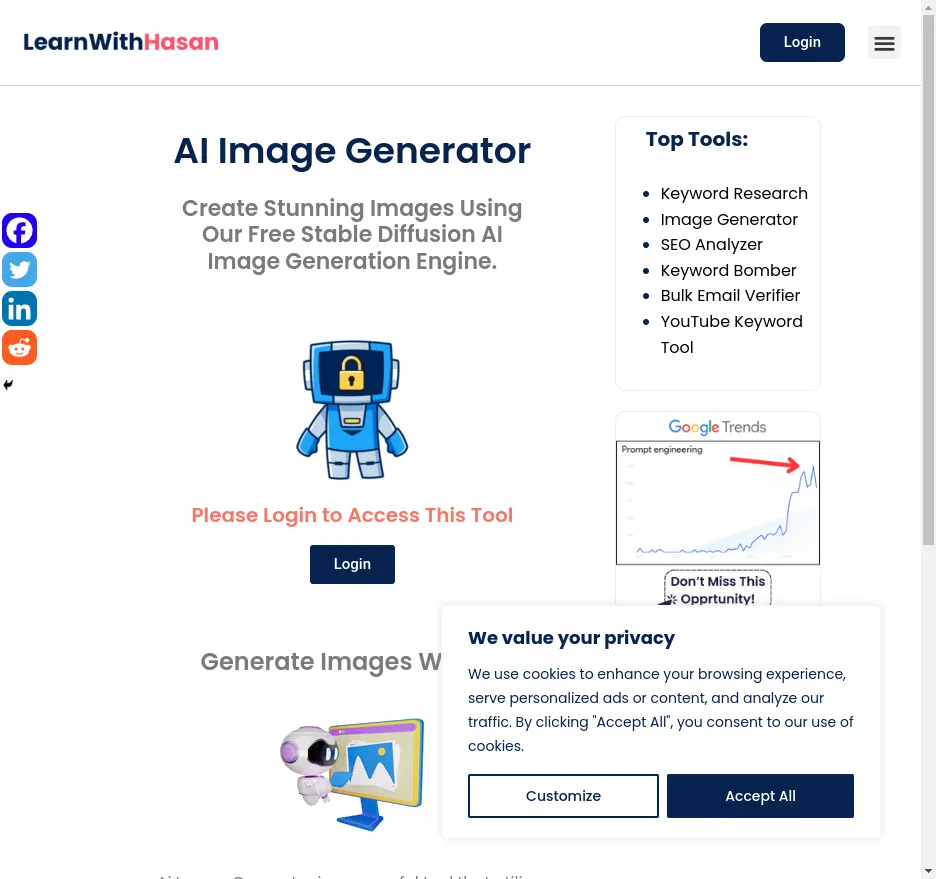 LearnWithHasan
Login
AI Image Generator
Create Stunning Images Using
Our Free Stable Diffusion AI
Image Generation Engine.
Please Login to Access This Tool
Login
Generate Images W
Top Tools:
Keyword Research
Image Generator
SEO Analyzer
Keyword Bomber
Bulk Email Verifier
YouTube Keyword
Tool
Google Trends
Prompt engineering
Don't Miss This
Opprtunity!
We value your privacy
We use cookies to enhance your browsing experience,
serve personalized ads or content, and analyze our
traffic. By clicking "Accept All", you consent to our use of
cookies.
Customize
Accept All